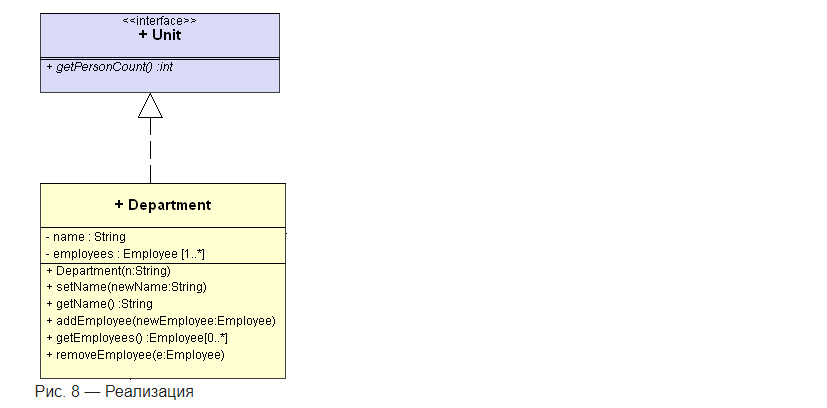 <<interface>>
+ Unit
+ getPersonCount() :int
+ Department
- name : String
- employees : Employee [1..*]
+ Department(n:String)
+ setName(newName:String)
+ getName() :String
+ addEmployee(newEmployee:Employee)
+ getEmployees() :Employee[0..*]
+ removeEmployee(e:Employee)
Рис. 8 — Реализация